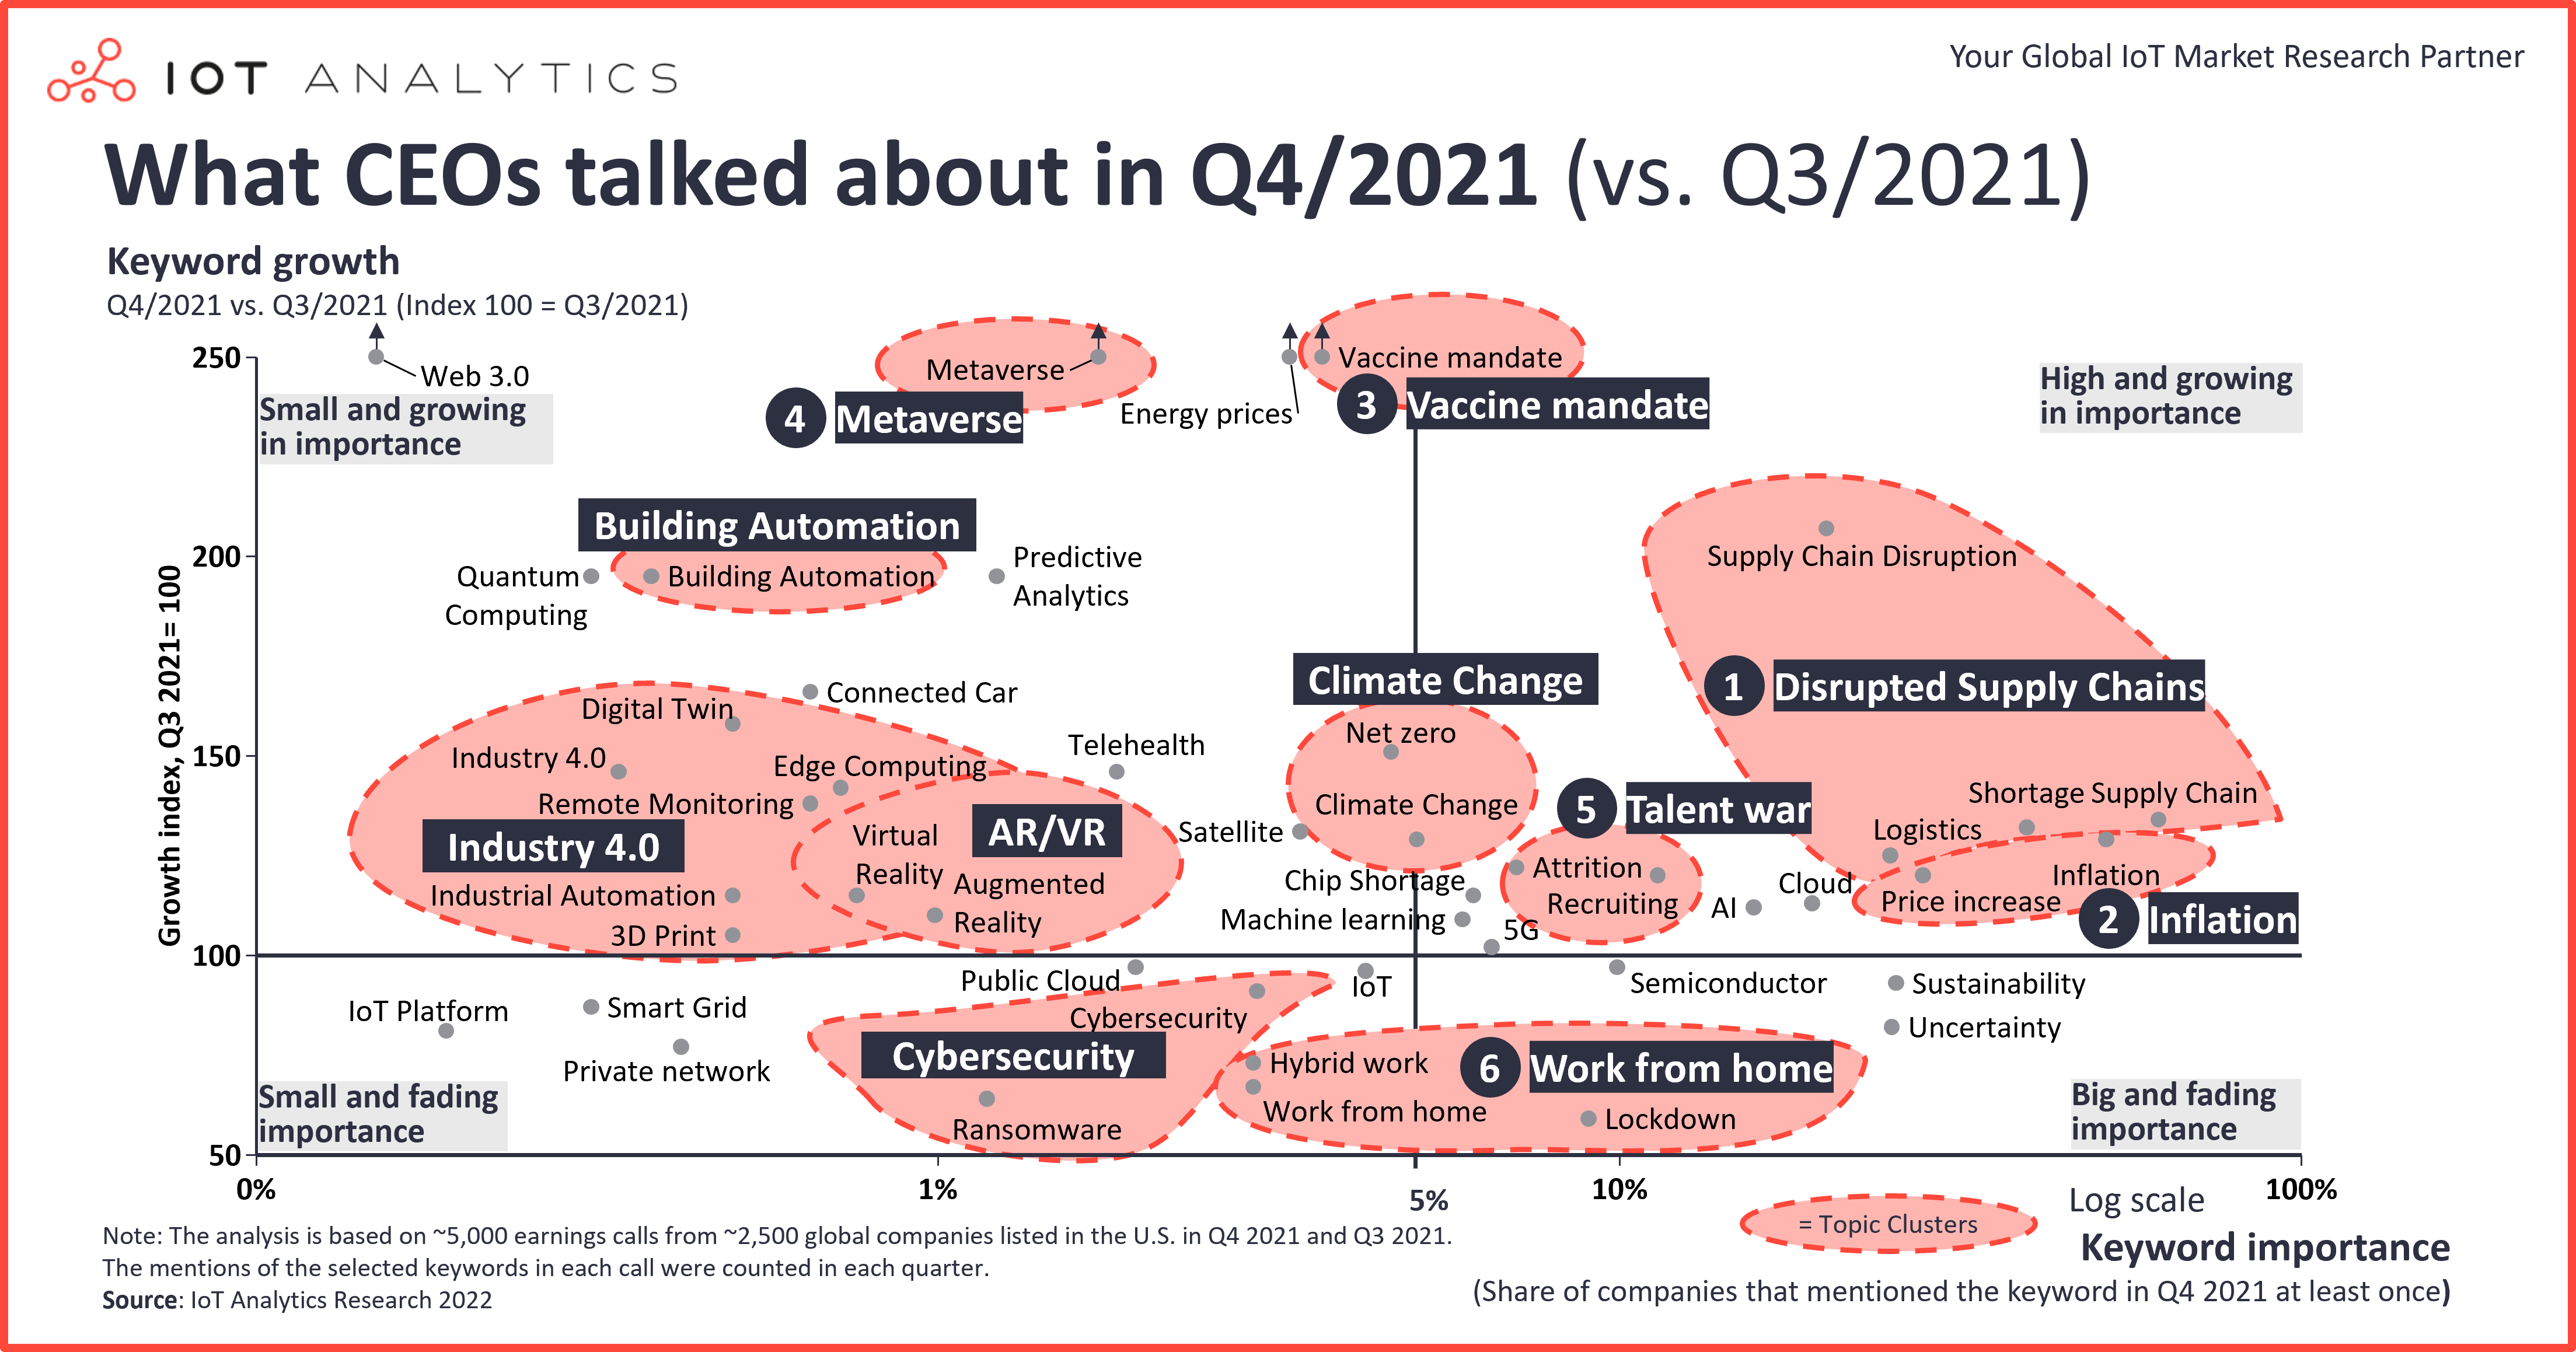 IOT ANALYTICS
Your Global IoT Market Research Partner
What CEOs talked about in Q4/2021 (vs. Q3/2021)
Keyword growth
Q4/2021 vs. Q3/2021 (Index 100 = Q3/2021)
250
Web 3.0
Small and growing
in importance
Metaverse
4 Metaverse
Energy prices
Vaccine mandate
3 Vaccine mandate
High and growing
in importance
Building Automation
200
Quantum
Computing
Building Automation
Predictive
Analytics
Supply Chain Disruption
Growth index, Q3 2021= 100
Climate Change
1 Disrupted Supply Chains
Connected Car
Digital Twin
150
Industry 4.0
Edge Computing
Telehealth
Net zero
Remote Monitoring
Climate Change
5 Talent war
Shortage Supply Chain
Industry 4.0
Virtual
Reality
AR/VR
Satellite
Logistics
Industrial Automation
Augmented
Reality
Chip Shortage
Attrition
Recruiting
Cloud
Inflation
Price increase
3D Print
Machine learning
5G
AI
2 Inflation
100
Public Cloud
IoT
Semiconductor
Sustainability
IoT Platform
Smart Grid
Cybersecurity
Uncertainty
Private network
Cybersecurity
Hybrid work
6 Work from home
Small and fading
importance
Ransomware
Work from home
Lockdown
Big and fading
importance
50
0%
1%
5%
10%
100%
= Topic Clusters
Log scale
Keyword importance
(Share of companies that mentioned the keyword in Q4 2021 at least once)
Note: The analysis is based on ~5,000 earnings calls from ~2,500 global companies listed in the U.S. in Q4 2021 and Q3 2021.
The mentions of the selected keywords in each call were counted in each quarter.
Source: IoT Analytics Research 2022